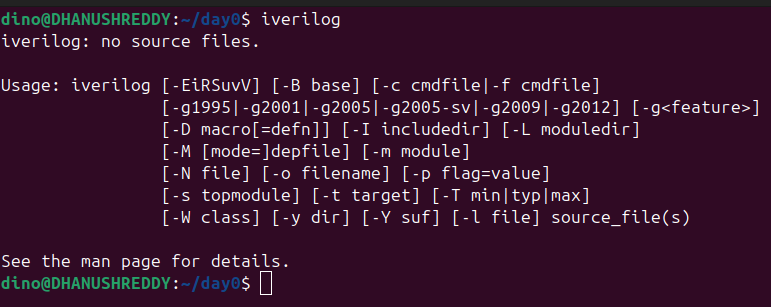 dino@DHANUSHREDDY:~/day0$ iverilog
iverilog: no source files.

Usage: iverilog [-EiRSuvV] [-B base] [-c cmdfile|-f cmdfile]
                [-g1995|-g2001|-g2005|-g2005-sv|-g2009|-g2012] [-g<feature>]
                [-D macro[=defn]] [-I includedir] [-L moduledir]
                [-M [mode=]depfile] [-m module]
                [-N file] [-o filename] [-p flag=value]
                [-s topmodule] [-t target] [-T min|typ|max]
                [-W class] [-y dir] [-Y suf] [-l file] source_file(s)

See the man page for details.
dino@DHANUSHREDDY:~/day0$